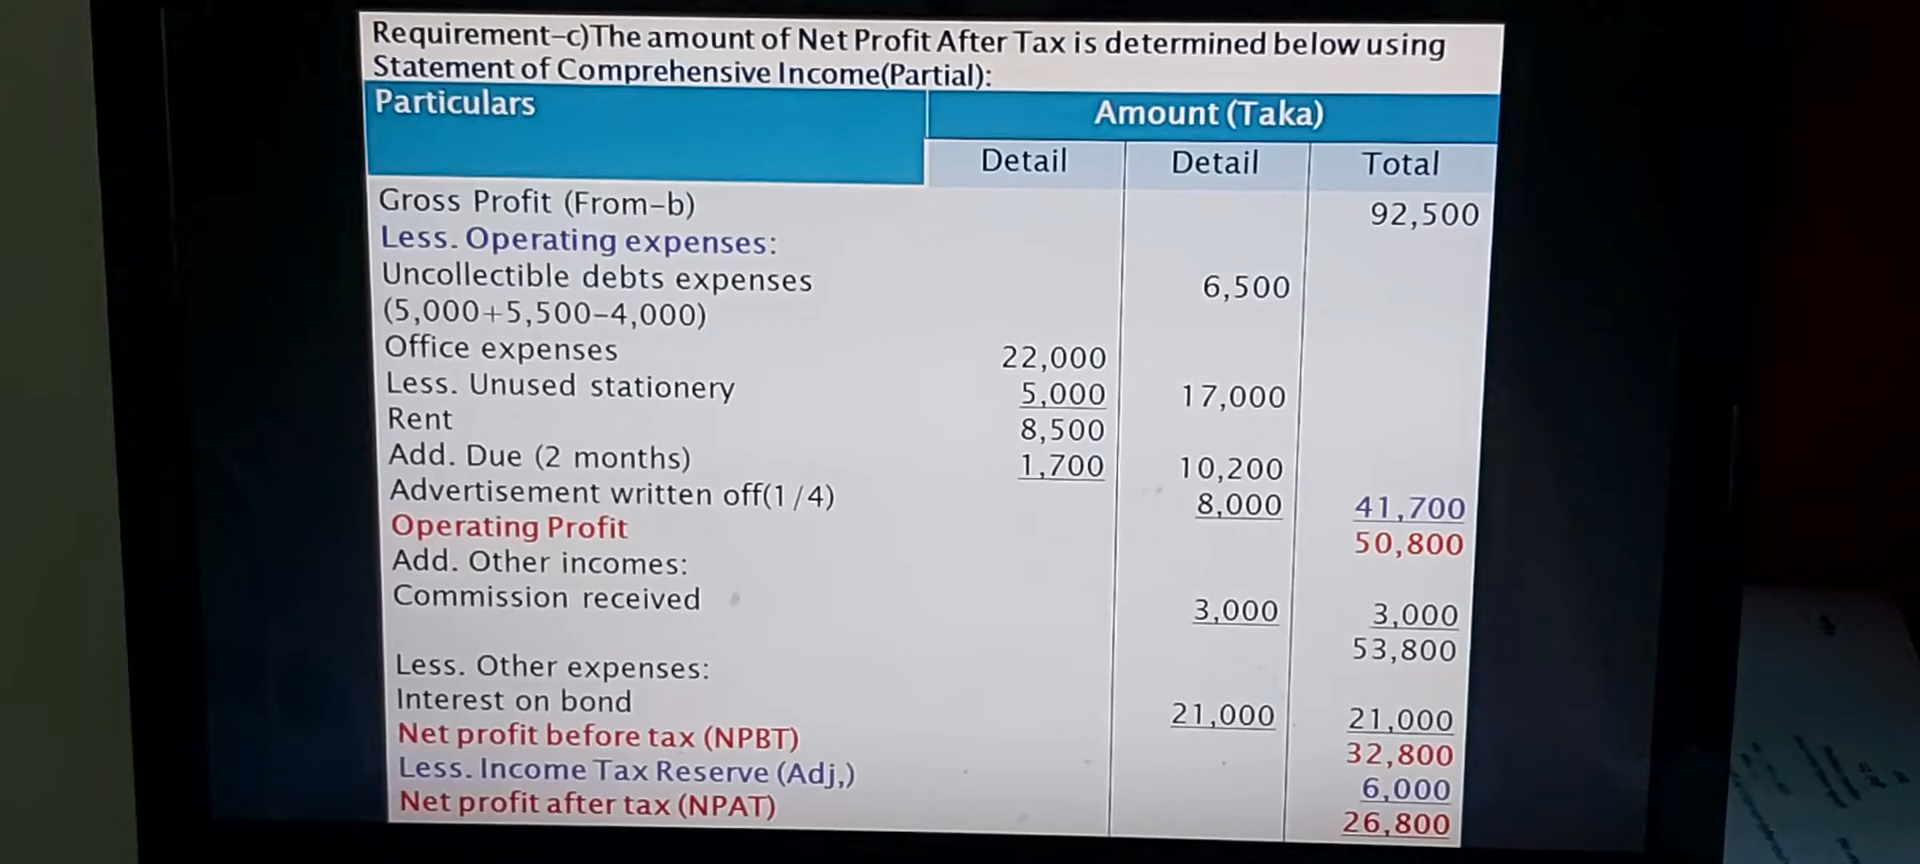 Requirement-c)The amount of Net Profit After Tax is determined below using
Statement of Comprehensive Income(Partial):
Particulars Amount (Taka)
Detail Detail Total
Gross Profit (From-b) 92,500
Less. Operating expenses:
Uncollectible debts expenses 6,500
(5,000+5,500-4,000)
Office expenses 22,000
Less. Unused stationery 5,000 17,000
Rent 8,500
Add. Due (2 months) 1,700 10,200
Advertisement written off(1/4) 8,000 41,700
Operating Profit 50,800
Add. Other incomes:
Commission received 3,000 3,000
53,800
Less. Other expenses:
Interest on bond 21,000 21,000
Net profit before tax (NPBT) 32,800
Less. Income Tax Reserve (Adj,) 6,000
Net profit after tax (NPAT) 26,800